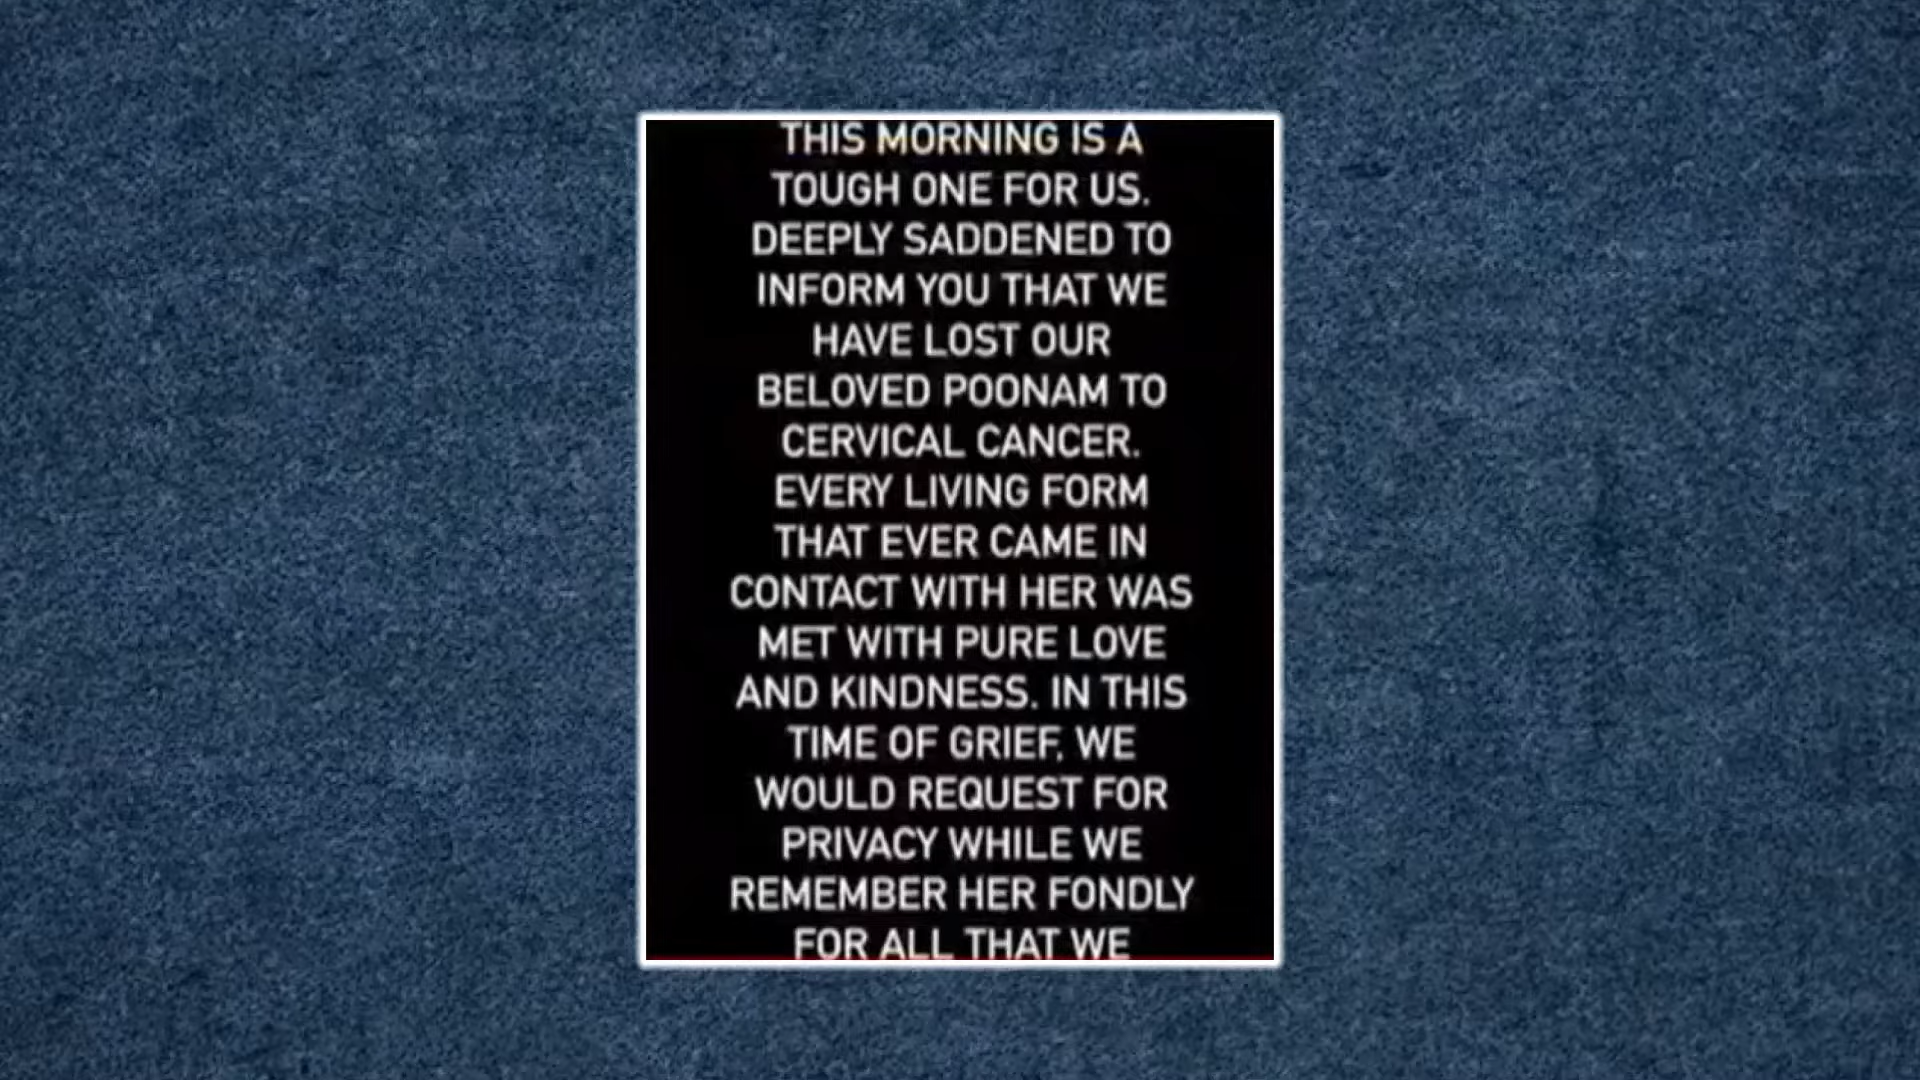 THIS MORNING IS A
TOUGH ONE FOR US.
DEEPLY SADDENED TO
INFORM YOU THAT WE
HAVE LOST OUR
BELOVED POONAM TO
CERVICAL CANCER.
EVERY LIVING FORM
THAT EVER CAME IN
CONTACT WITH HER WAS
MET WITH PURE LOVE
AND KINDNESS. IN THIS
TIME OF GRIEF, WE
WOULD REQUEST FOR
PRIVACY WHILE WE
REMEMBER HER FONDLY
FOR ALL THAT WE